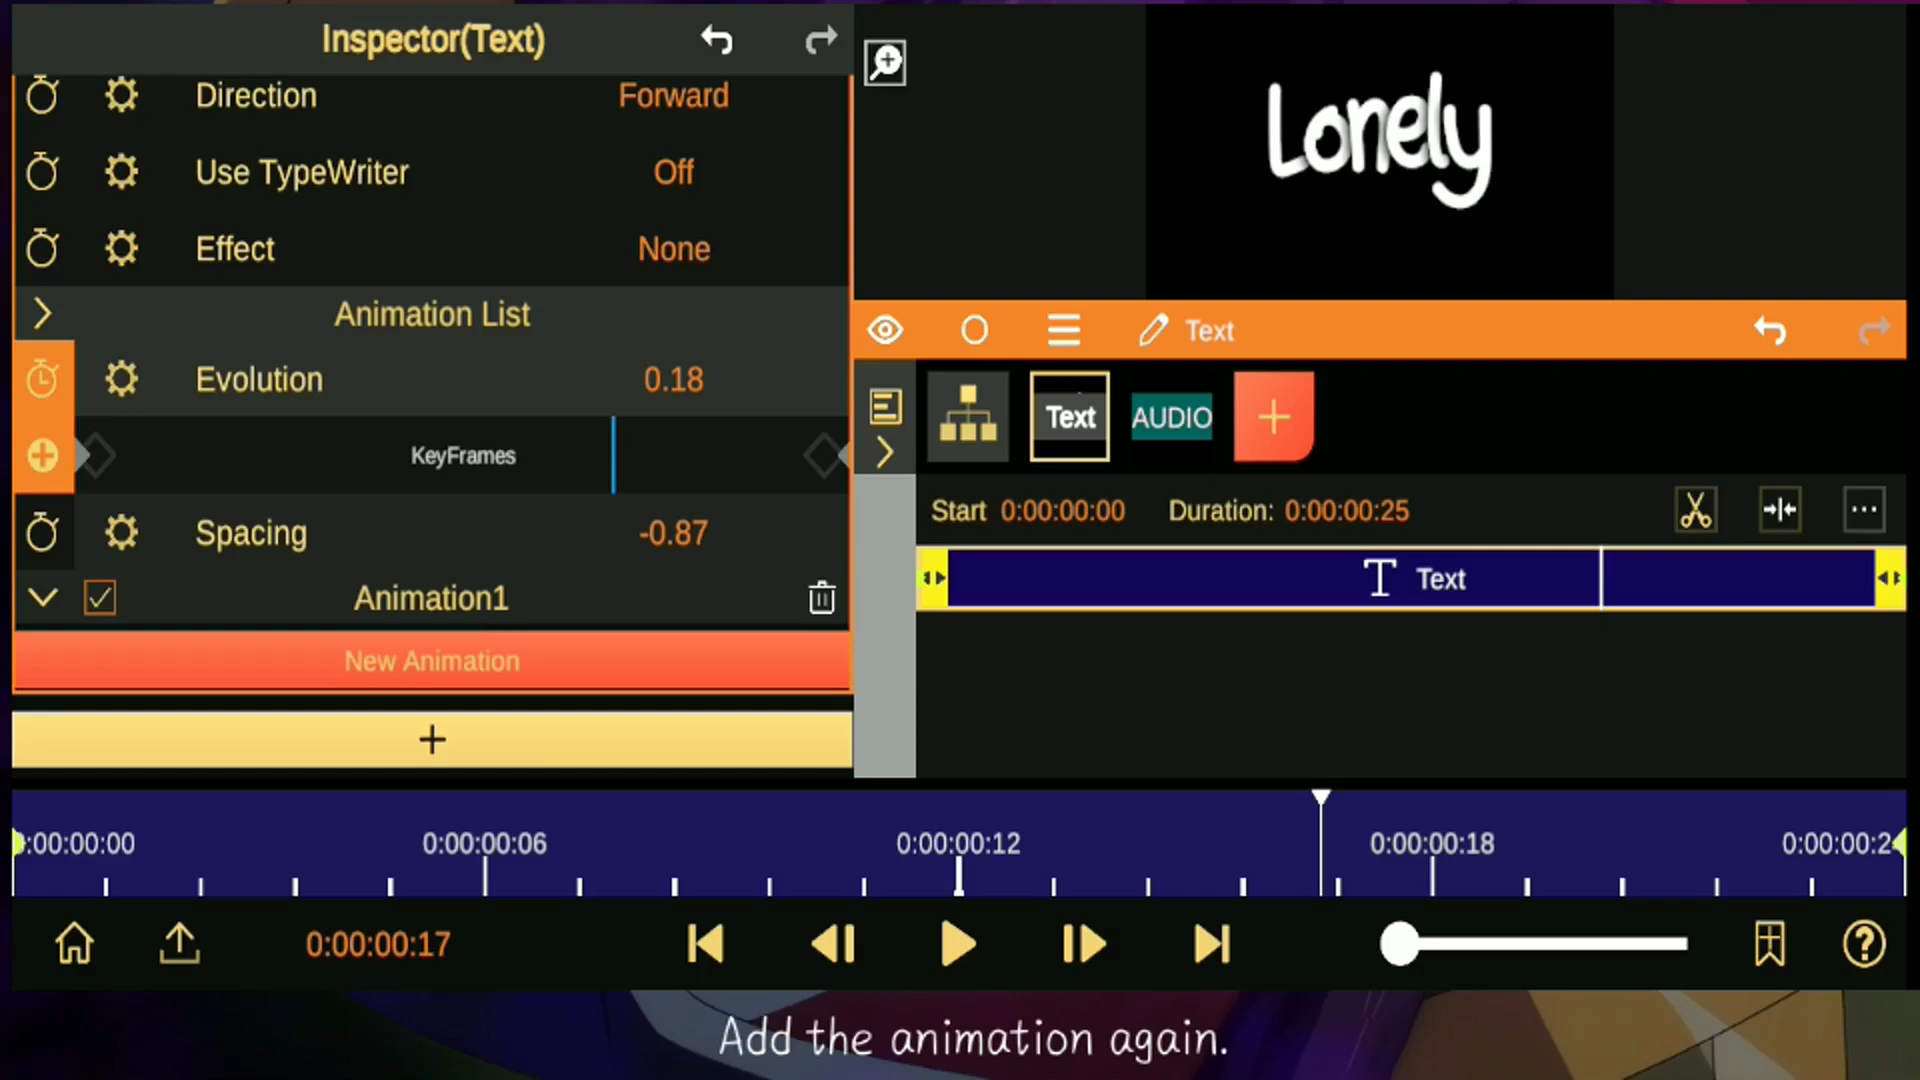 Inspector(Text)
Direction Forward
Use TypeWriter Off
Effect None
Animation List
Evolution 0.18
KeyFrames
Spacing -0.87
Animation1
New Animation
Lonely
Text
Text AUDIO
Start 0:00:00:00 Duration: 0:00:00:25
Text
:00:00:00 0:00:00:06 0:00:00:12 0:00:00:18 0:00:00:2
0:00:00:17
Add the animation again.